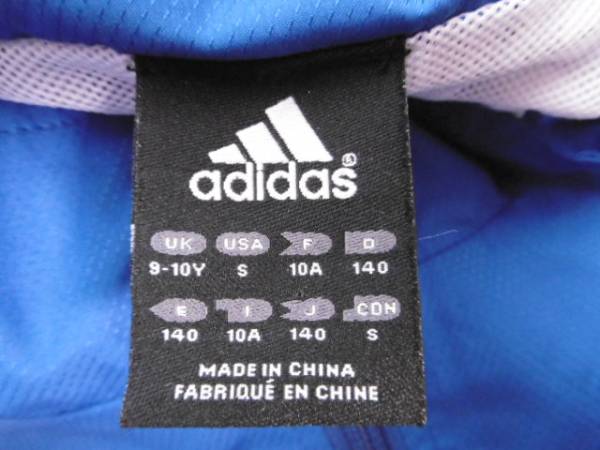 adidas®
UK USA F D
9-10Y S 10A 140
E I J CDN
140 10A 140 S
MADE IN CHINA
FABRIQUÉ EN CHINE